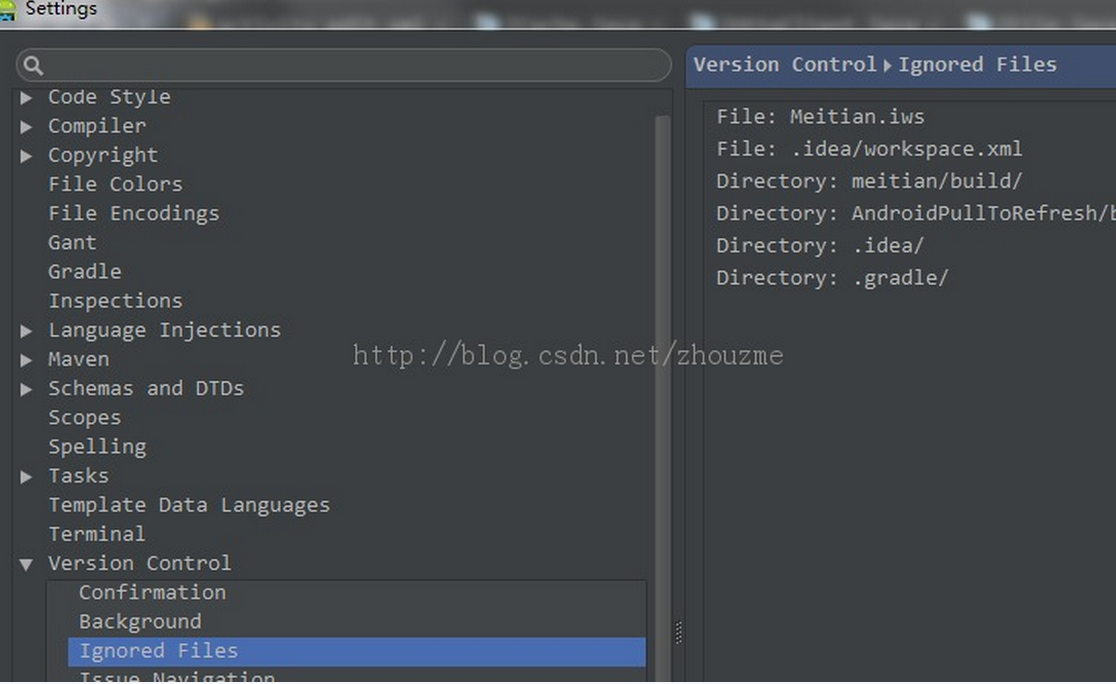 Settings
Version Control▸Ignored Files
Code Style
Compiler
Copyright
File Colors
File Encodings
Gant
Gradle
Inspections
Language Injections
Maven
Schemas and DTDs
Scopes
Spelling
Tasks
Template Data Languages
Terminal
Version Control
Confirmation
Background
Ignored Files
Issue Navigation
File: Meitian.iws
File: .idea/workspace.xml
Directory: meitian/build/
Directory: AndroidPullToRefresh/b
Directory: .idea/
Directory: .gradle/
http://blog.csdn.net/zhouzme